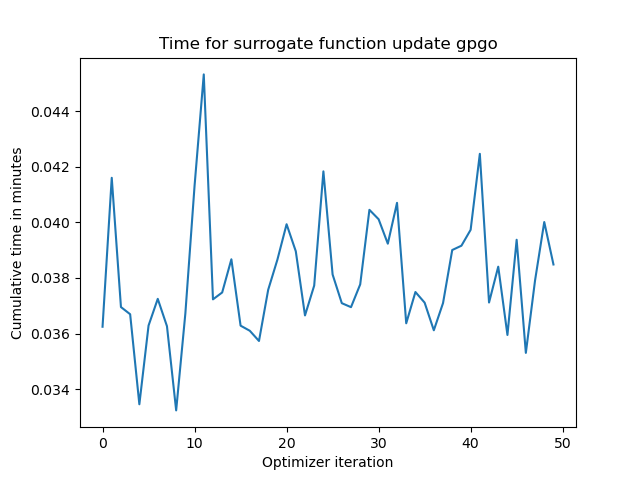 Time for surrogate function update gpgo
Cumulative time in minutes
0.044
0.042
0.040
0.038
0.036
0.034
0 10 20 30 40 50
Optimizer iteration